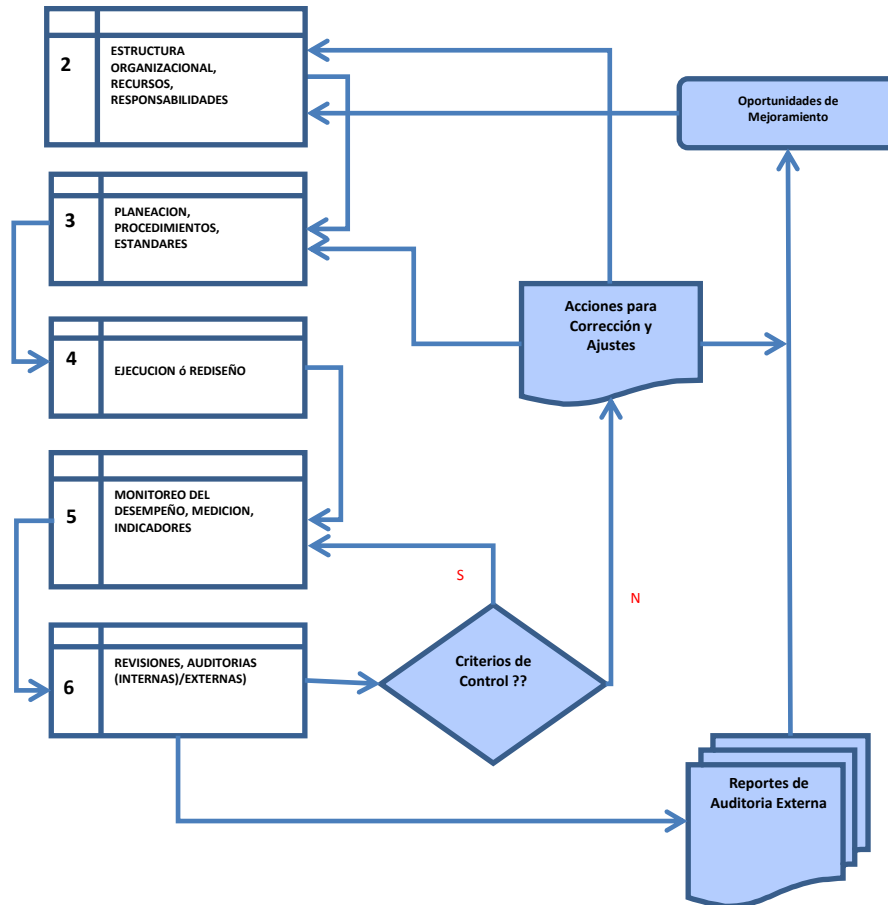 2
ESTRUCTURA
ORGANIZACIONAL,
RECURSOS,
RESPONSABILIDADES
Oportunidades de
Mejoramiento
3
PLANEACION,
PROCEDIMIENTOS,
ESTANDARES
Acciones para
Corrección y
Ajustes
4
EJECUCION ó REDISEÑO
5
MONITOREO DEL
DESEMPEÑO, MEDICION,
INDICADORES
S
N
6
REVISIONES, AUDITORIAS
(INTERNAS)/EXTERNAS)
Criterios de
Control ??
Reportes de
Auditoria Externa